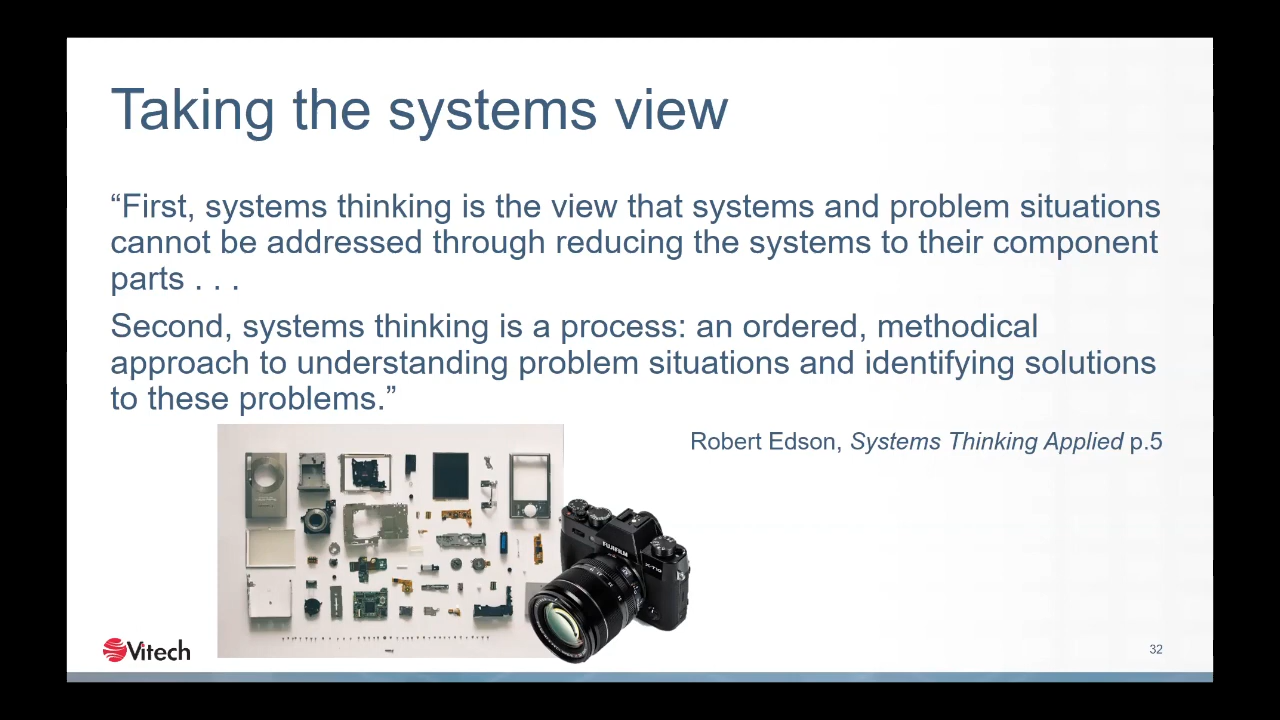 Taking the systems view
“First, systems thinking is the view that systems and problem situations
cannot be addressed through reducing the systems to their component
parts . . .
Second, systems thinking is a process: an ordered, methodical
approach to understanding problem situations and identifying solutions
to these problems.”
Robert Edson, Systems Thinking Applied p.5
FUJIFILM
X-T10
Vitech
32